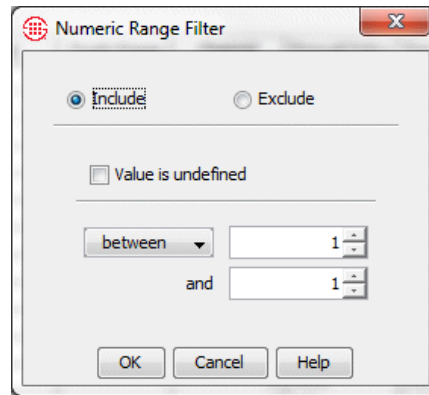 Numeric Range Filter
Include Exclude
Value is undefined
between 1
and 1
OK Cancel Help